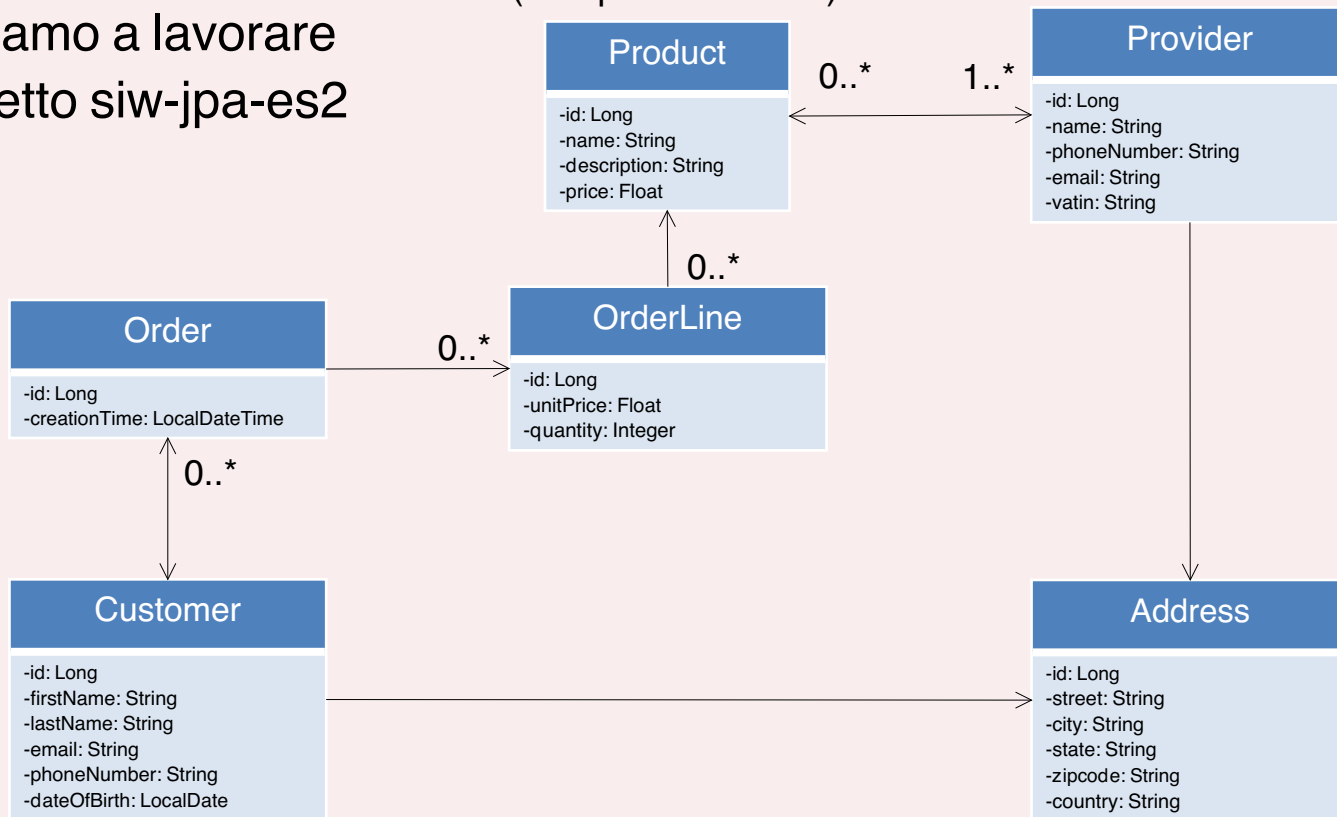 amo a lavorare
etto siw-jpa-es2
Product
-id: Long
-name: String
-description: String
-price: Float
0..*
1..*
Provider
-id: Long
-name: String
-phoneNumber: String
-email: String
-vatin: String
0..*
Order
-id: Long
-creationTime: LocalDateTime
0..*
OrderLine
-id: Long
-unitPrice: Float
-quantity: Integer
0..*
Customer
-id: Long
-firstName: String
-lastName: String
-email: String
-phoneNumber: String
-dateOfBirth: LocalDate
Address
-id: Long
-street: String
-city: String
-state: String
-zipcode: String
-country: String